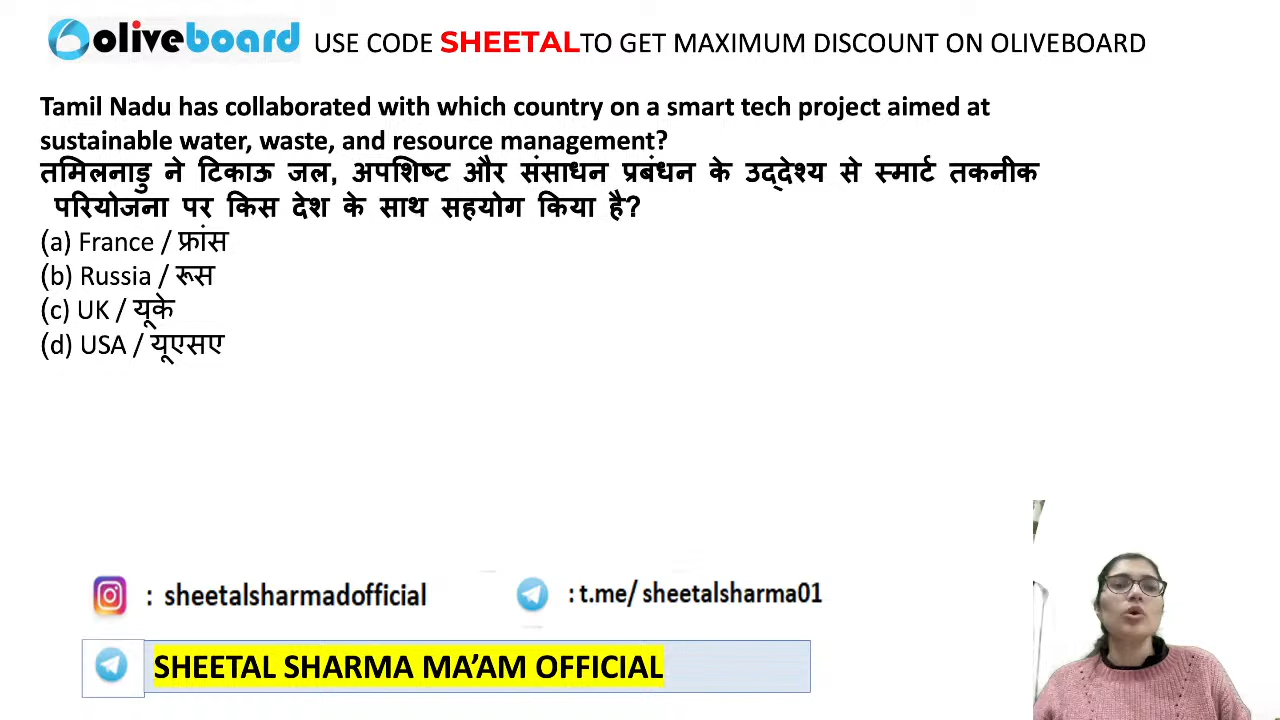 oliveboard USE CODE SHEETAL TO GET MAXIMUM DISCOUNT ON OLIVEBOARD
Tamil Nadu has collaborated with which country on a smart tech project aimed at
sustainable water, waste, and resource management?
तमिलनाडु ने टिकाऊ जल, अपशिष्ट और संसाधन प्रबंधन के उद्देश्य से स्मार्ट तकनीक
परियोजना पर किस देश के साथ सहयोग किया है?
(a) France / फ्रांस
(b) Russia / रूस
(c) UK / यूके
(d) USA / यूएसए
: sheetalsharmadofficial
: t.me/ sheetalsharma01
SHEETAL SHARMA MA’AM OFFICIAL